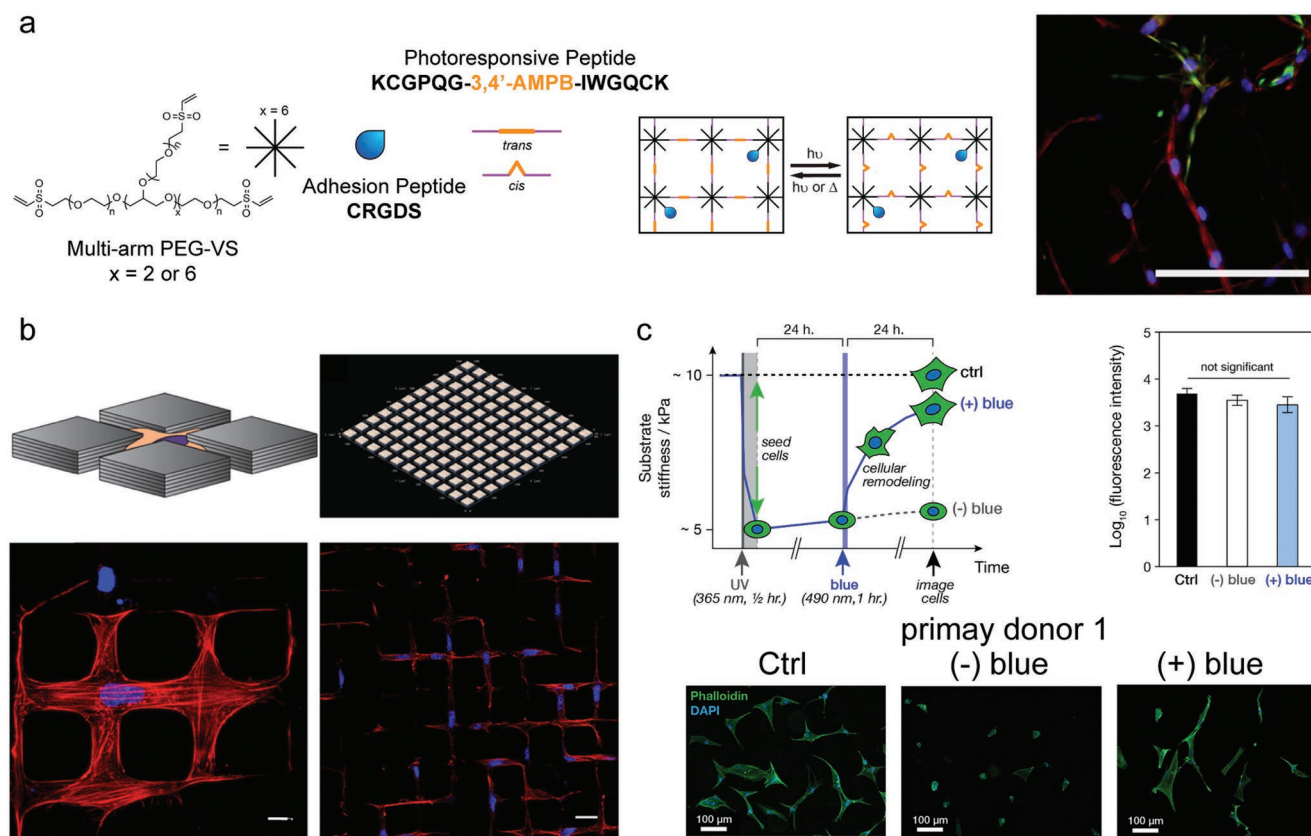 a
Photoresponsive Peptide
KCGPQG-3,4'-AMPB-IWGQCK
x = 6
=
trans
cis
Adhesion Peptide
CRGDS
hυ
hυ or Δ
Multi-arm PEG-VS
x = 2 or 6
b
c
24 h.
24 h.
~ 10
~ 5
Substrate
stiffness / kPa
seed
cells
cellular
remodeling
ctrl
(+) blue
(-) blue
Time
UV
(365 nm, ½ hr.)
blue
(490 nm,1 hr.)
image
cells
Log10 (fluorescence intensity)
5
4
3
2
1
0
not significant
Ctrl
(-) blue
(+) blue
primay donor 1
Ctrl
(-) blue
(+) blue
Phalloidin
DAPI
100 µm
100 µm
100 µm